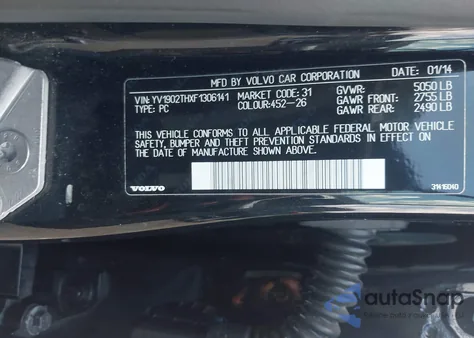 MFD BY VOLVO CAR CORPORATION DATE: 01/14
VIN: YV1902THXF1306141 MARKET CODE: 31 GVWR: 5050 LB
TYPE: PC COLOUR:452-26 GAWR FRONT: 2755 LB
GAWR REAR: 2490 LB
THIS VEHICLE CONFORMS TO ALL APPLICABLE FEDERAL MOTOR VEHICLE
SAFETY, BUMPER AND THEFT PREVENTION STANDARDS IN EFFECT ON
THE DATE OF MANUFACTURE SHOWN ABOVE.
VOLVO 31416040
autoSnap